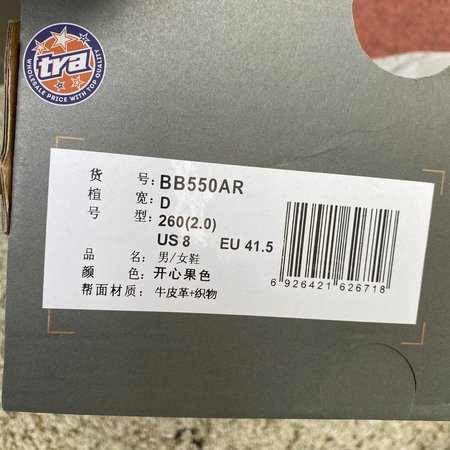 tra
WHOLESALE PRICE WITH TOP QUALITY
货 号: BB550AR
楦 宽: D
号 型: 260(2.0)
US 8 EU 41.5
品 名: 男/女鞋
颜 色: 开心果色
帮面材质: 牛皮革+织物
6 926421 626718